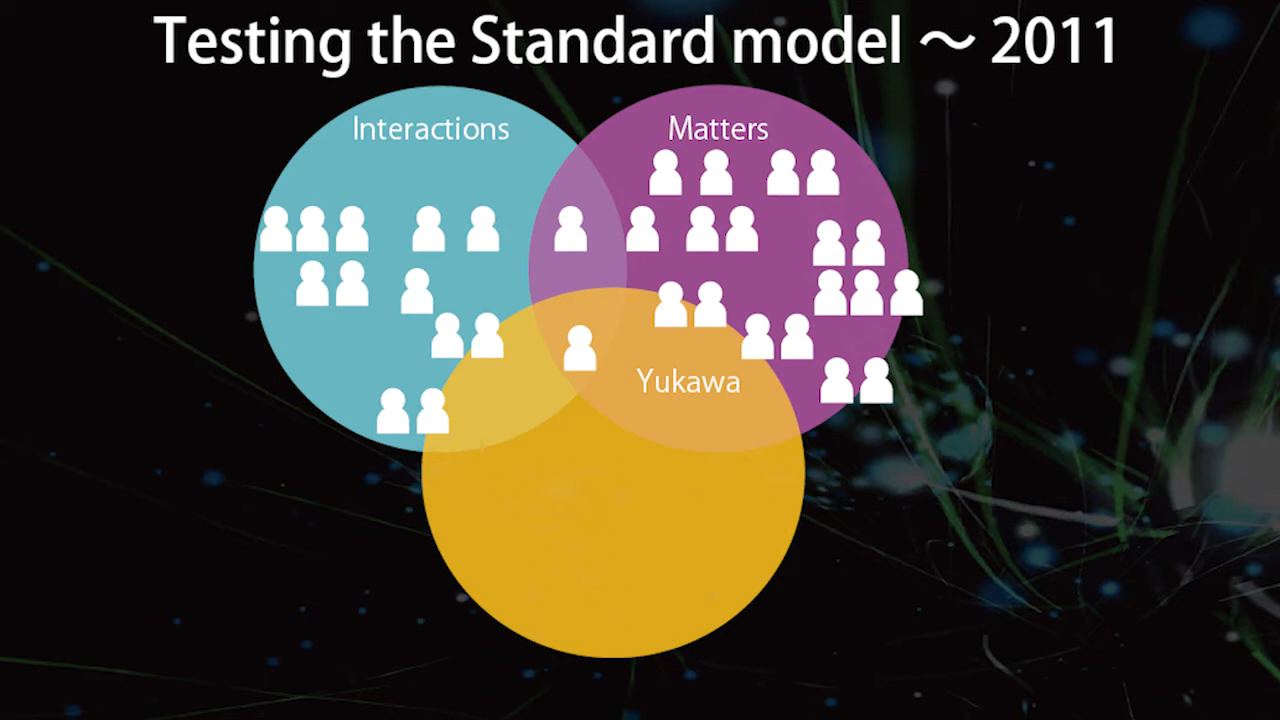 Testing the Standard model ～ 2011
Interactions
Matters
Yukawa